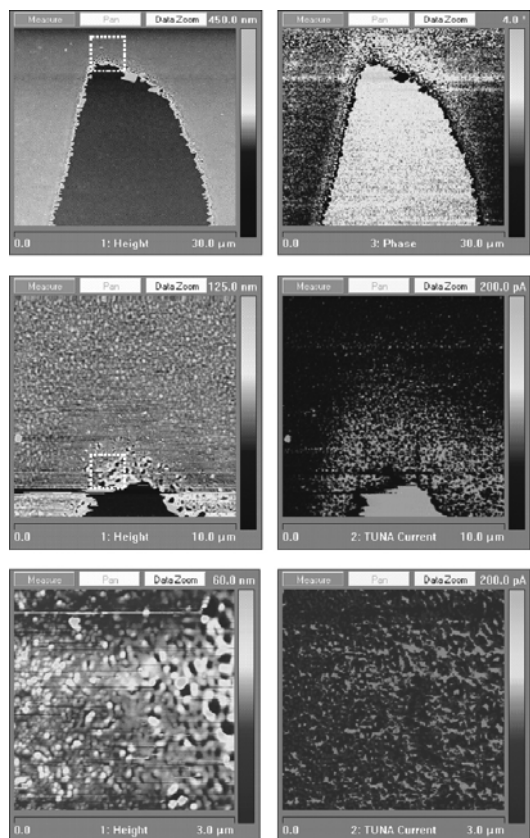 Measure Pan Data Zoom 450.0 nm
0.0 1: Height 30.0 µm
Measure Pan Data Zoom 4.0 °
0.0 3: Phase 30.0 µm
Measure Pan Data Zoom 125.0 nm
0.0 1: Height 10.0 µm
Measure Pan Data Zoom 200.0 pA
0.0 2: TUNA Current 10.0 µm
Measure Pan Data Zoom 60.0 nm
0.0 1: Height 3.0 µm
Measure Pan Data Zoom 200.0 pA
0.0 2: TUNA Current 3.0 µm